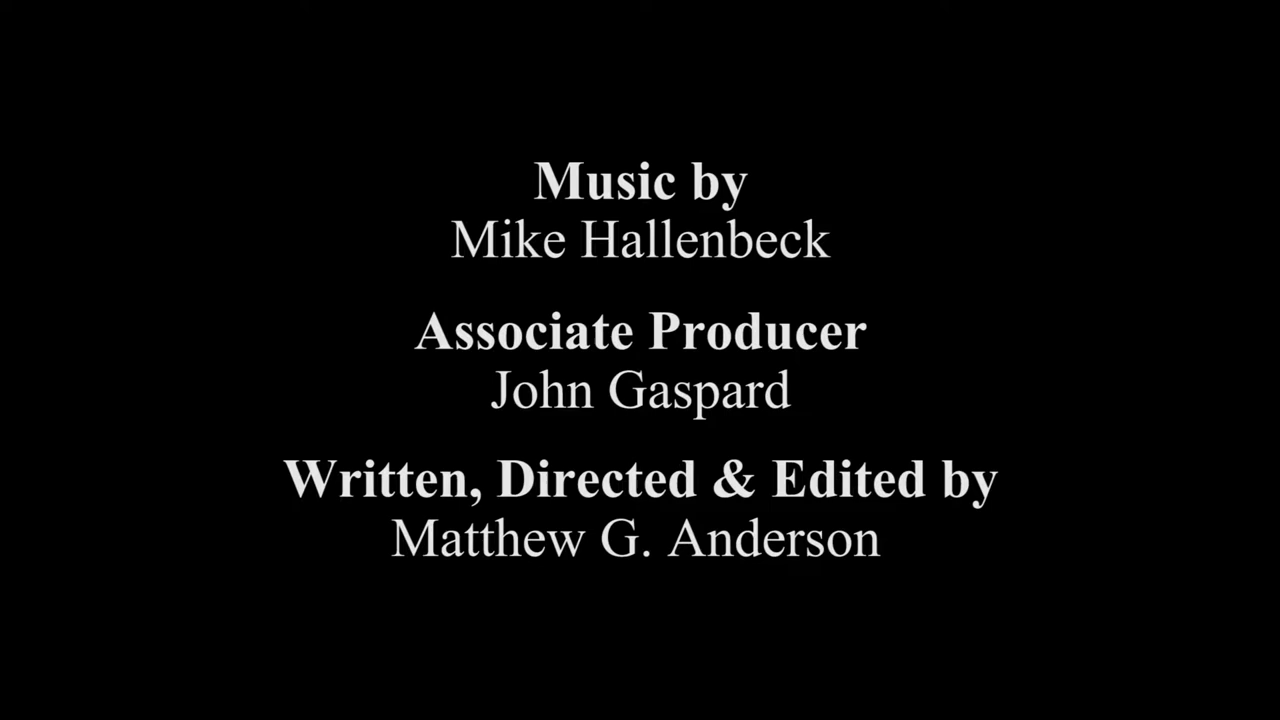 Music by
Mike Hallenbeck
Associate Producer
John Gaspard
Written, Directed & Edited by
Matthew G. Anderson